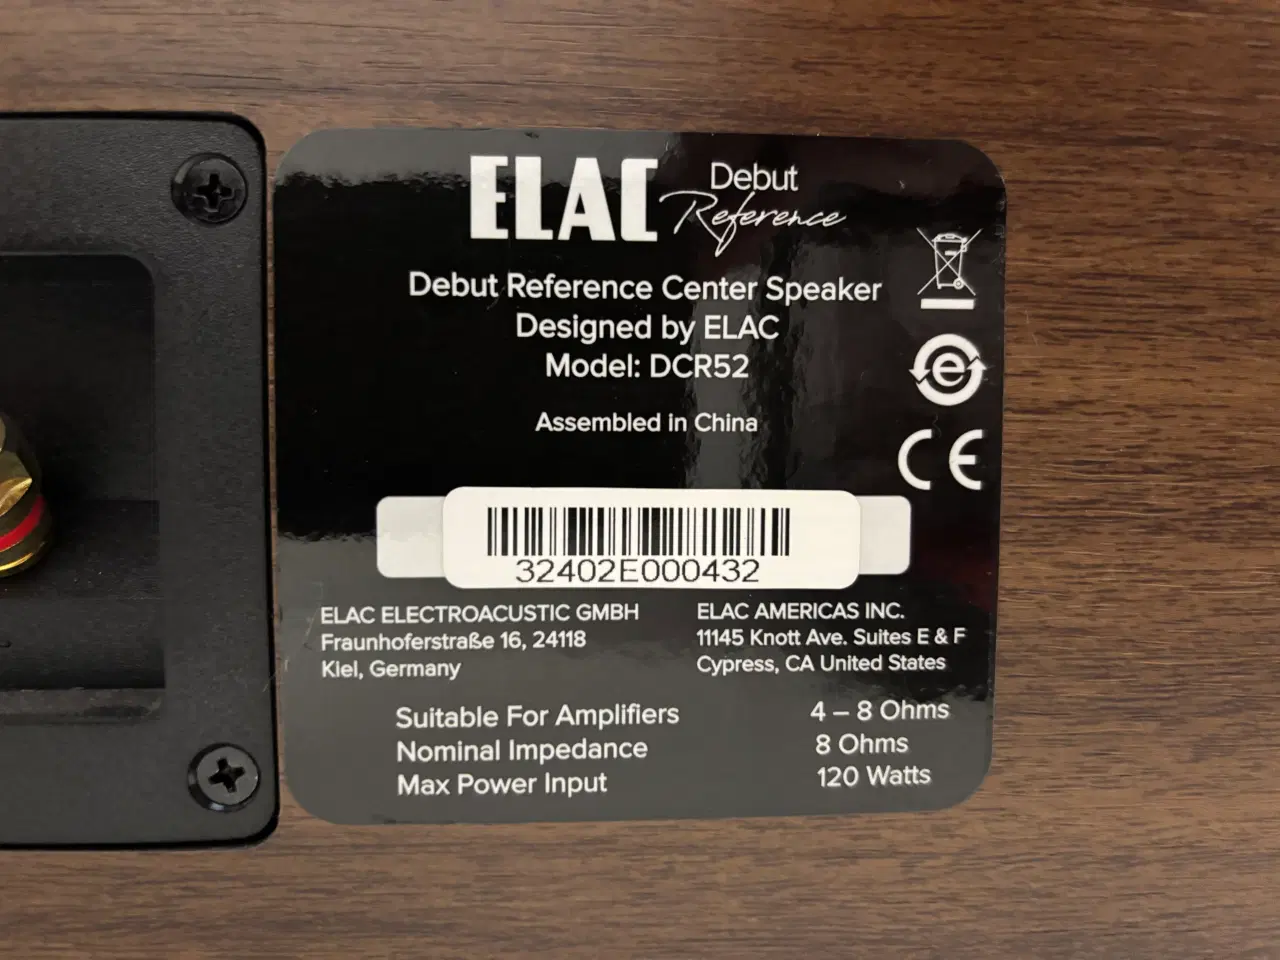 ELAC Debut Reference
Debut Reference Center Speaker
Designed by ELAC
Model: DCR52
Assembled in China
CE
32402E000432
ELAC ELECTROACUSTIC GMBH
Fraunhoferstraße 16, 24118
Kiel, Germany
ELAC AMERICAS INC.
11145 Knott Ave. Suites E & F
Cypress, CA United States
Suitable For Amplifiers 4 – 8 Ohms
Nominal Impedance 8 Ohms
Max Power Input 120 Watts